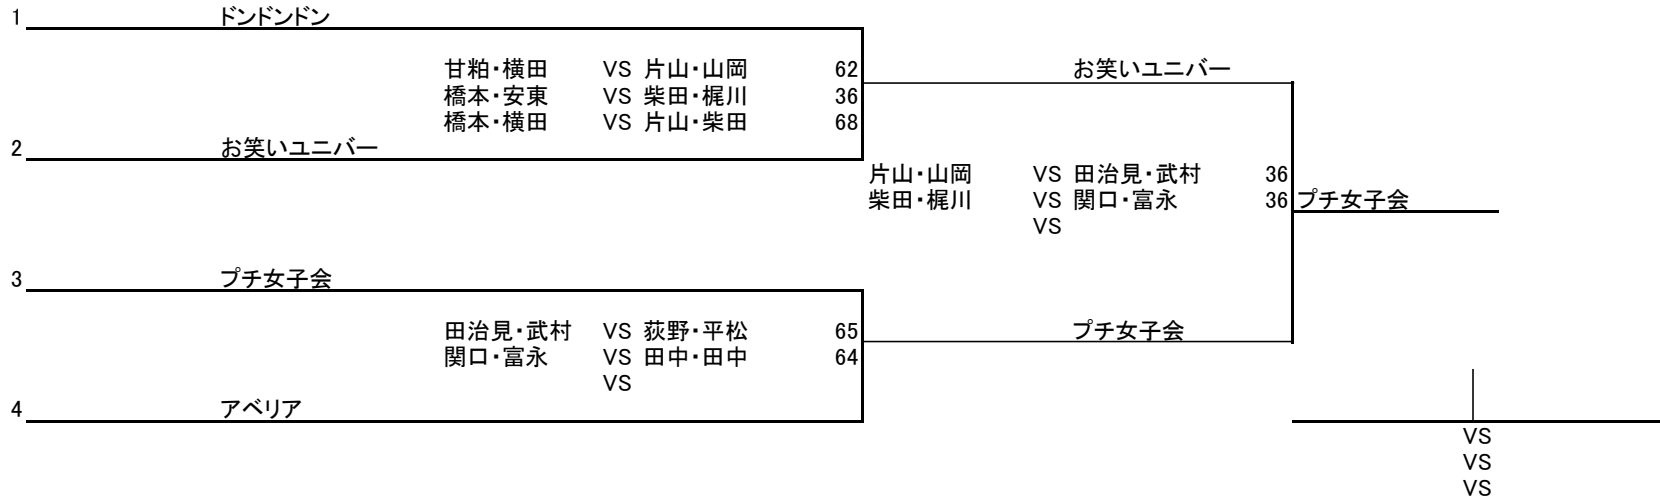 1 ドンドンドン
甘粕・横田 VS 片山・山岡 62 お笑いユニバー
橋本・安東 VS 柴田・梶川 36
橋本・横田 VS 片山・柴田 68
2 お笑いユニバー
片山・山岡 VS 田治見・武村 36
柴田・梶川 VS 関口・富永 36 プチ女子会
VS
3 プチ女子会
田治見・武村 VS 荻野・平松 65 プチ女子会
関口・富永 VS 田中・田中 64
VS
4 アベリア
VS
VS
VS